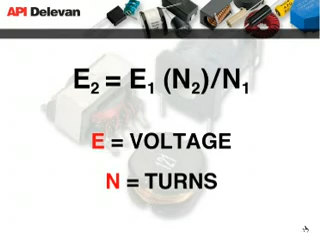 API Delevan
E₂ = E₁ (N₂)/N₁
E = VOLTAGE
N = TURNS